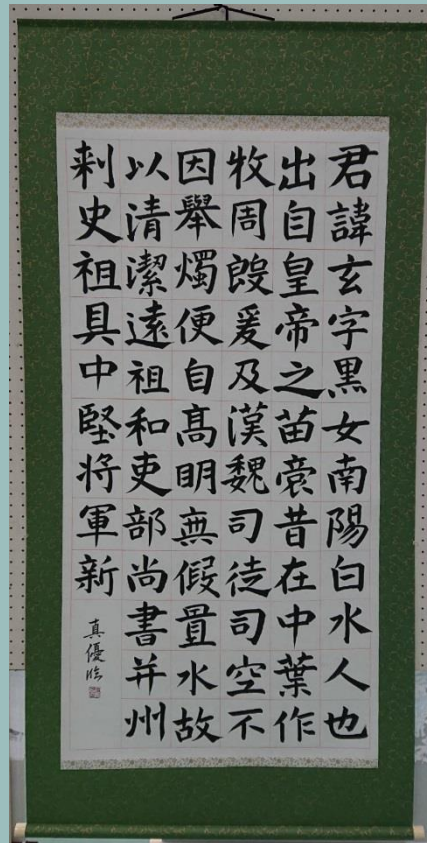 君諱玄字黒女南陽白水人也
出自皇帝之苗裔昔在中葉作
牧周殷爰及漢魏司徒司空不
因舉燭便自高明無假置水故
以清潔遠祖和吏部尚書并州
刺史祖具中堅将軍新
真優臨